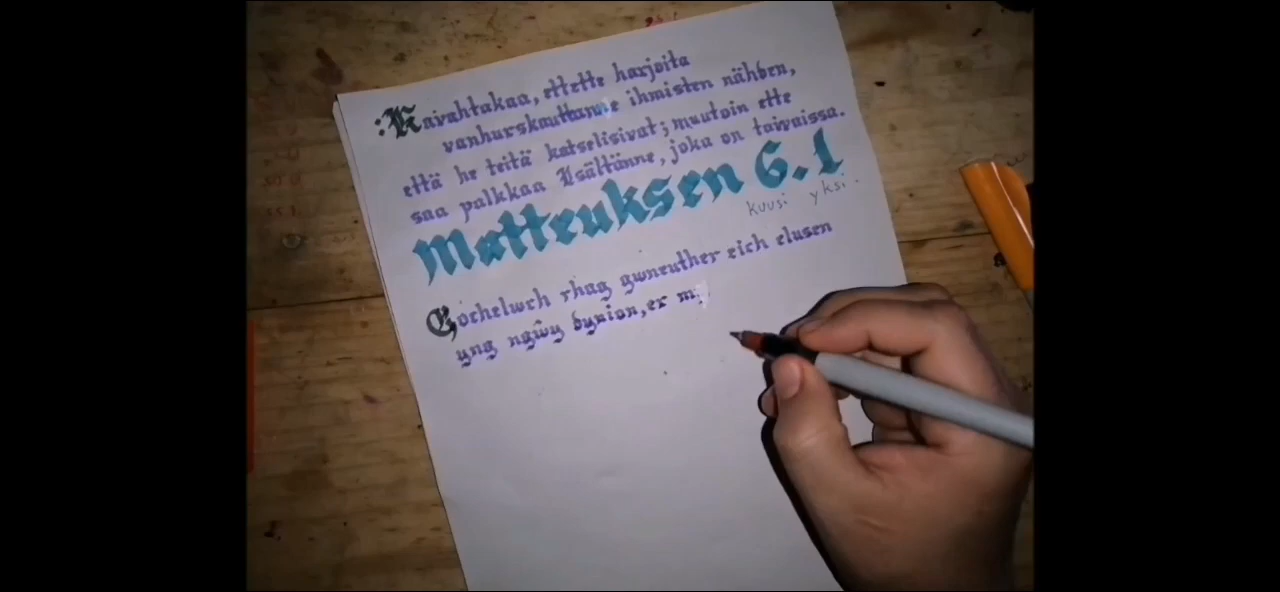 :Kavahtakaa, ettette harjoita
vanhurskauttanne ihmisten nähden,
että he teitä katselisivat; muutoin ette
saa palkkaa Isältänne, joka on taivaissa.
Matteuksen 6.1
kuusi yksi.
Gochelwch rhag gwneuther eich elusen
yng ngŵydd dynion, er m